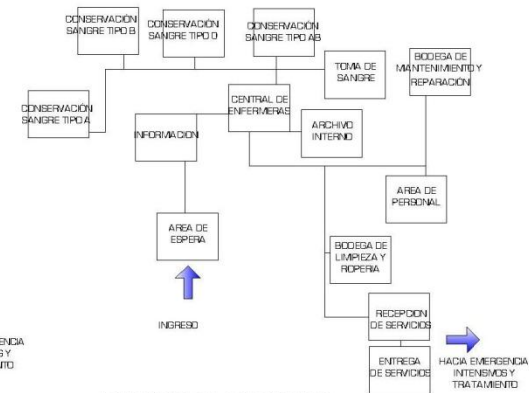 CONSERVACIÓN
SANGRE TIPO B
CONSERVACIÓN
SANGRE TIPO O
CONSERVACIÓN
SANGRE TIPO AB
TOMA DE
SANGRE
BODEGA DE
MANTENIMIENTO Y
REPARACIÓN
CONSERVACIÓN
SANGRE TIPO A
CENTRAL DE
ENFERMERAS
INFORMACION
ARCHIVO
INTERNO
AREA DE
PERSONAL
AREA DE
ESPERA
BODEGA DE
LIMPIEZA Y
ROPERIA
INGRESO
RECEPCION
DE SERVICIOS
ENTREGA
DE SERVICIOS
HACIA EMERGENCIA
INTENSIVOS Y
TRATAMIENTO